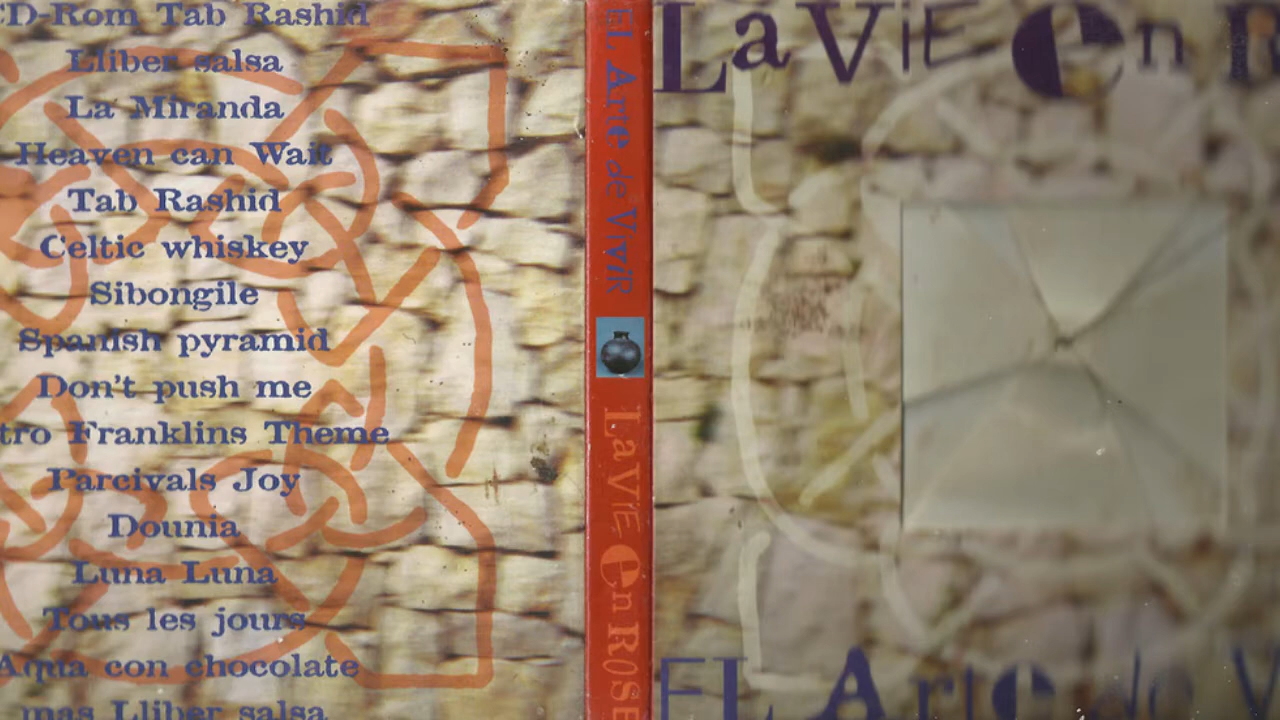 CD-Rom Tab Rashid
Lliber salsa
La Miranda
Heaven can Wait
Tab Rashid
Celtic whiskey
Sibongile
Spanish pyramid
Don't push me
tro Franklins Theme
Parcivals Joy
Dounia
Luna Luna
Tous les jours
Aqua con chocolate
mas Lliber salsa
EL Arte de ViviR
LaViE en ROSE
LaViE en R
EL Arte de V